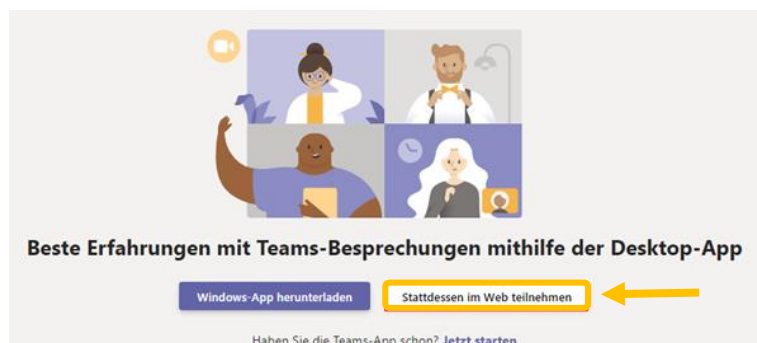 Beste Erfahrungen mit Teams-Besprechungen mithilfe der Desktop-App
Windows-App herunterladen
Stattdessen im Web teilnehmen
Haben Sie die Teams-App schon? Jetzt starten